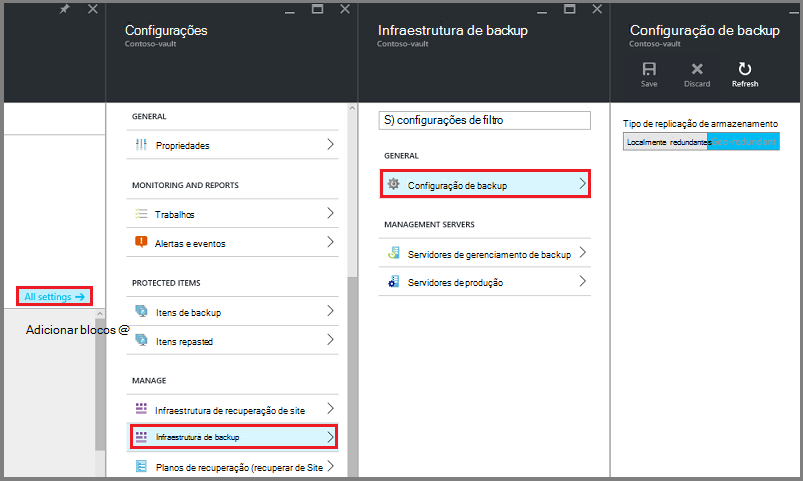 All settings →
Adicionar blocos @
Configurações
Contoso-vault
GENERAL
Propriedades
MONITORING AND REPORTS
Trabalhos
Alertas e eventos
PROTECTED ITEMS
Itens de backup
Itens repasted
MANAGE
Infraestrutura de recuperação de site
Infraestrutura de backup
Planos de recuperação (recuperar de Site
Infraestrutura de backup
Contoso-vault
S) configurações de filtro
GENERAL
Configuração de backup
MANAGEMENT SERVERS
Servidores de gerenciamento de backup
Servidores de produção
Configuração de backup
Contoso-vault
Save Discard Refresh
Tipo de replicação de armazenamento
Localmente redundantes Geo-redundant